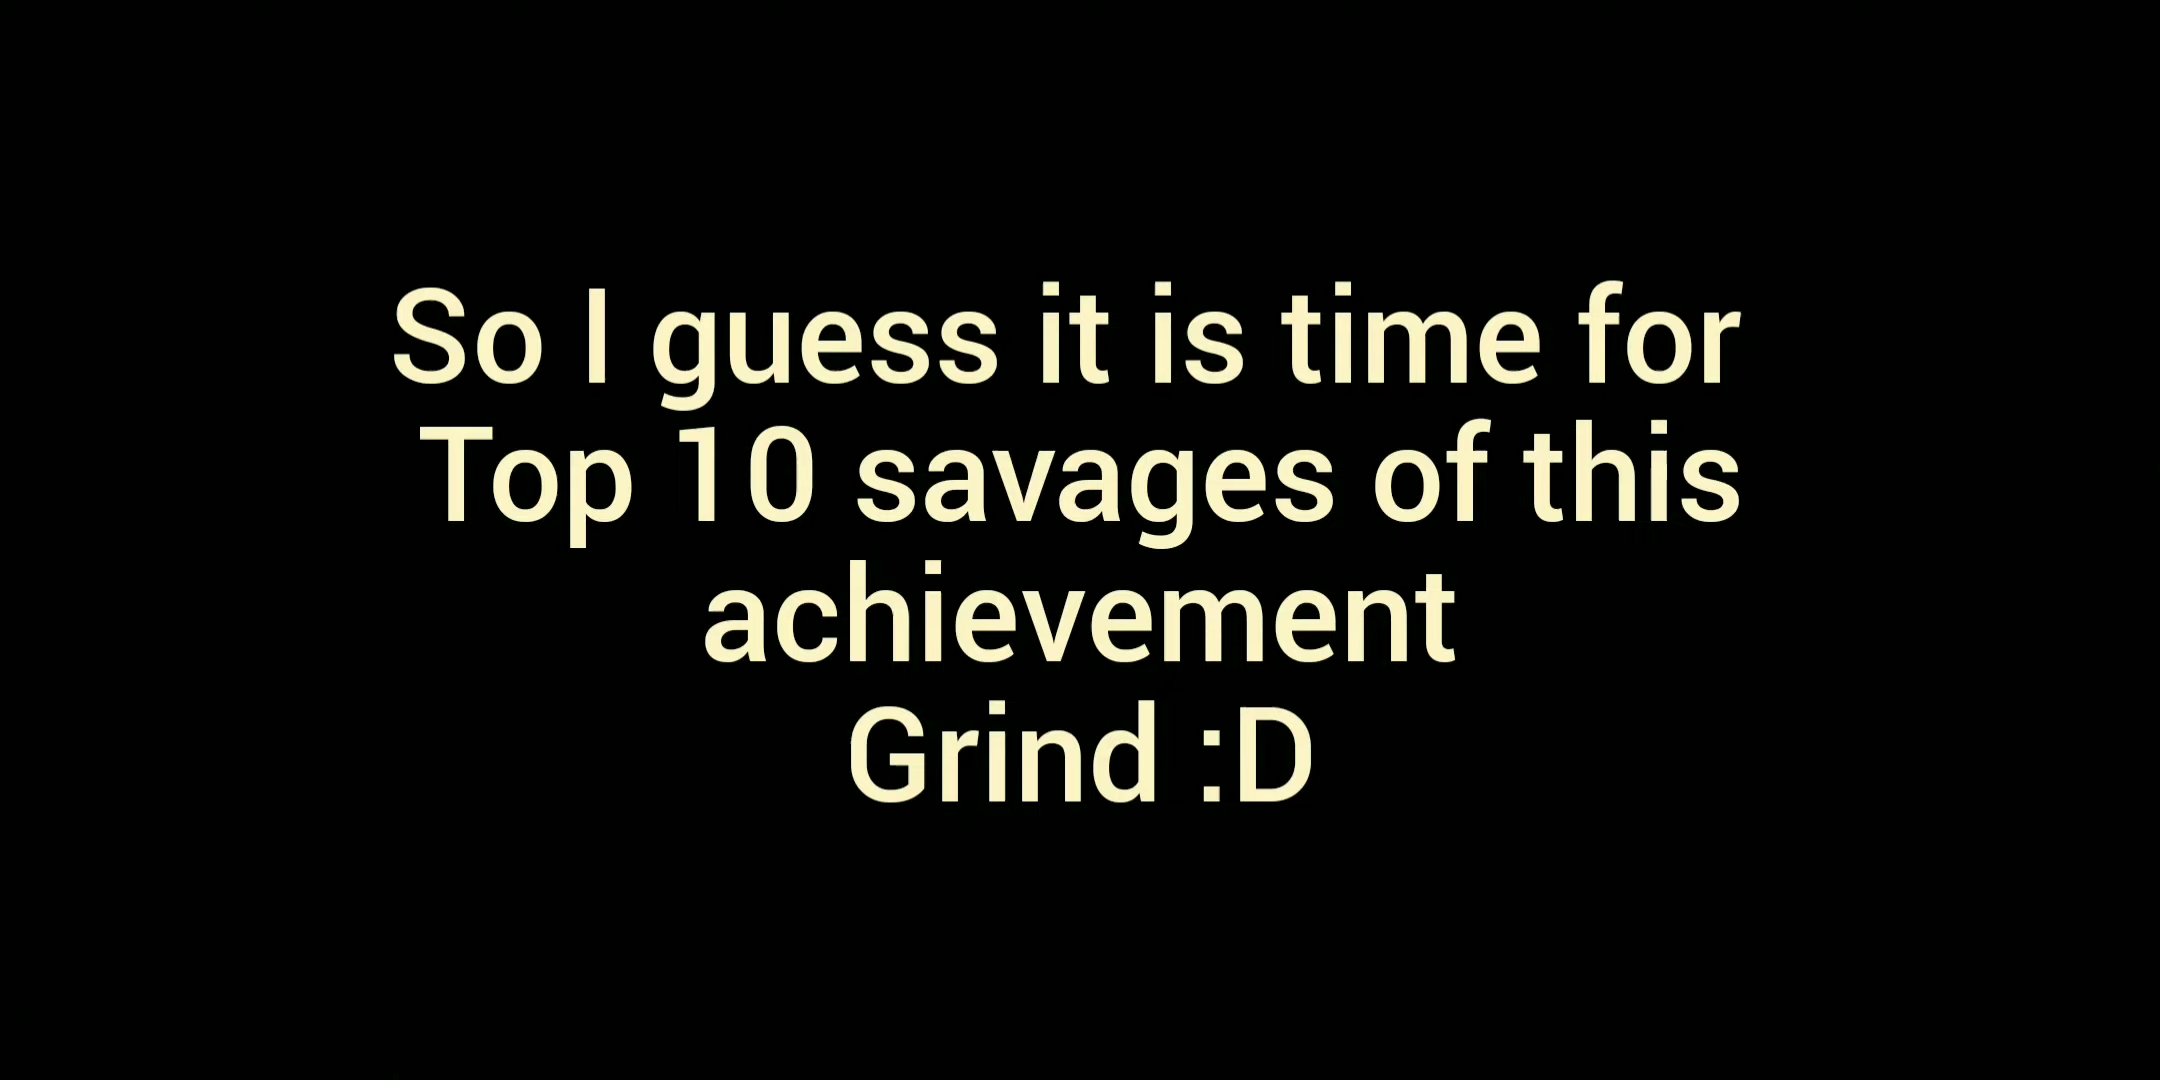 So I guess it is time for
Top 10 savages of this
achievement
Grind :D